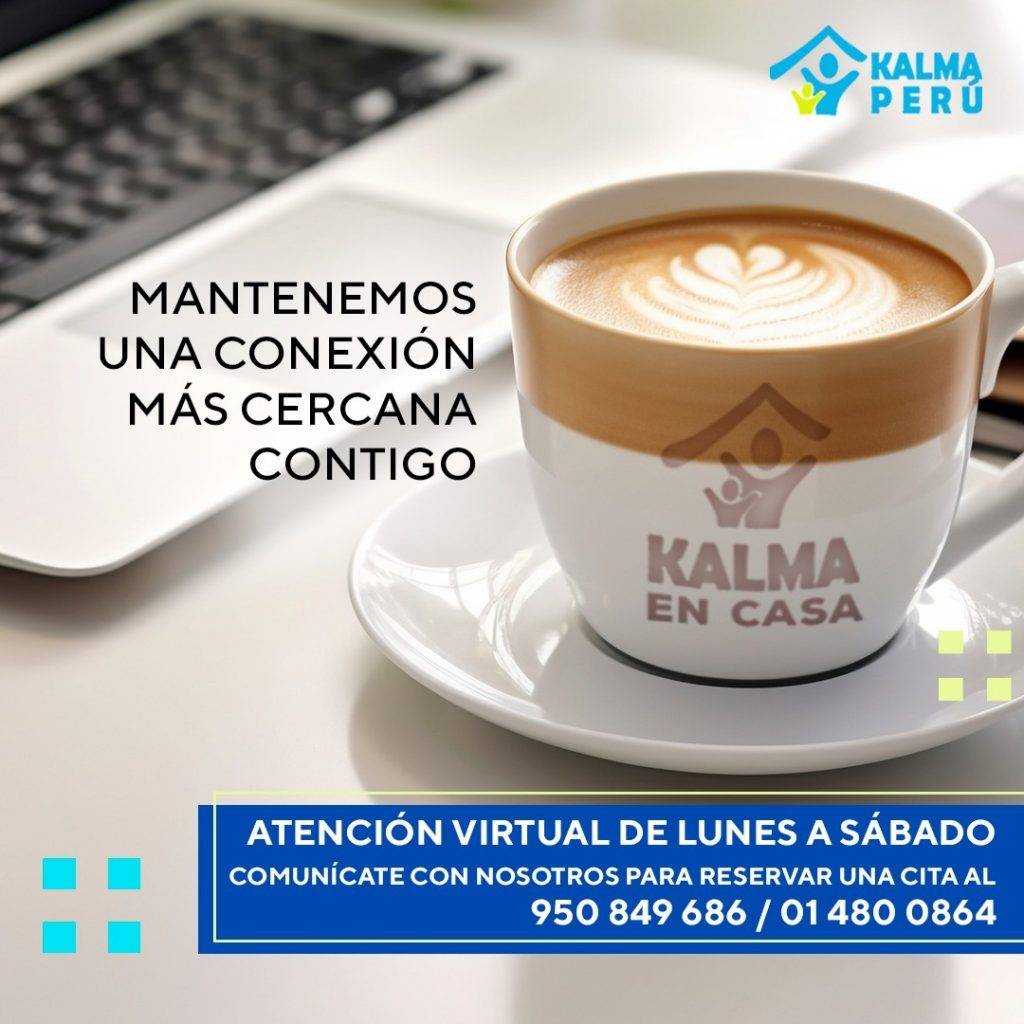 KALMA
PERÚ
MANTENEMOS
UNA CONEXIÓN
MÁS CERCANA
CONTIGO
KALMA
EN CASA
ATENCIÓN VIRTUAL DE LUNES A SÁBADO
COMUNÍCATE CON NOSOTROS PARA RESERVAR UNA CITA AL
950 849 686 / 01 480 0864